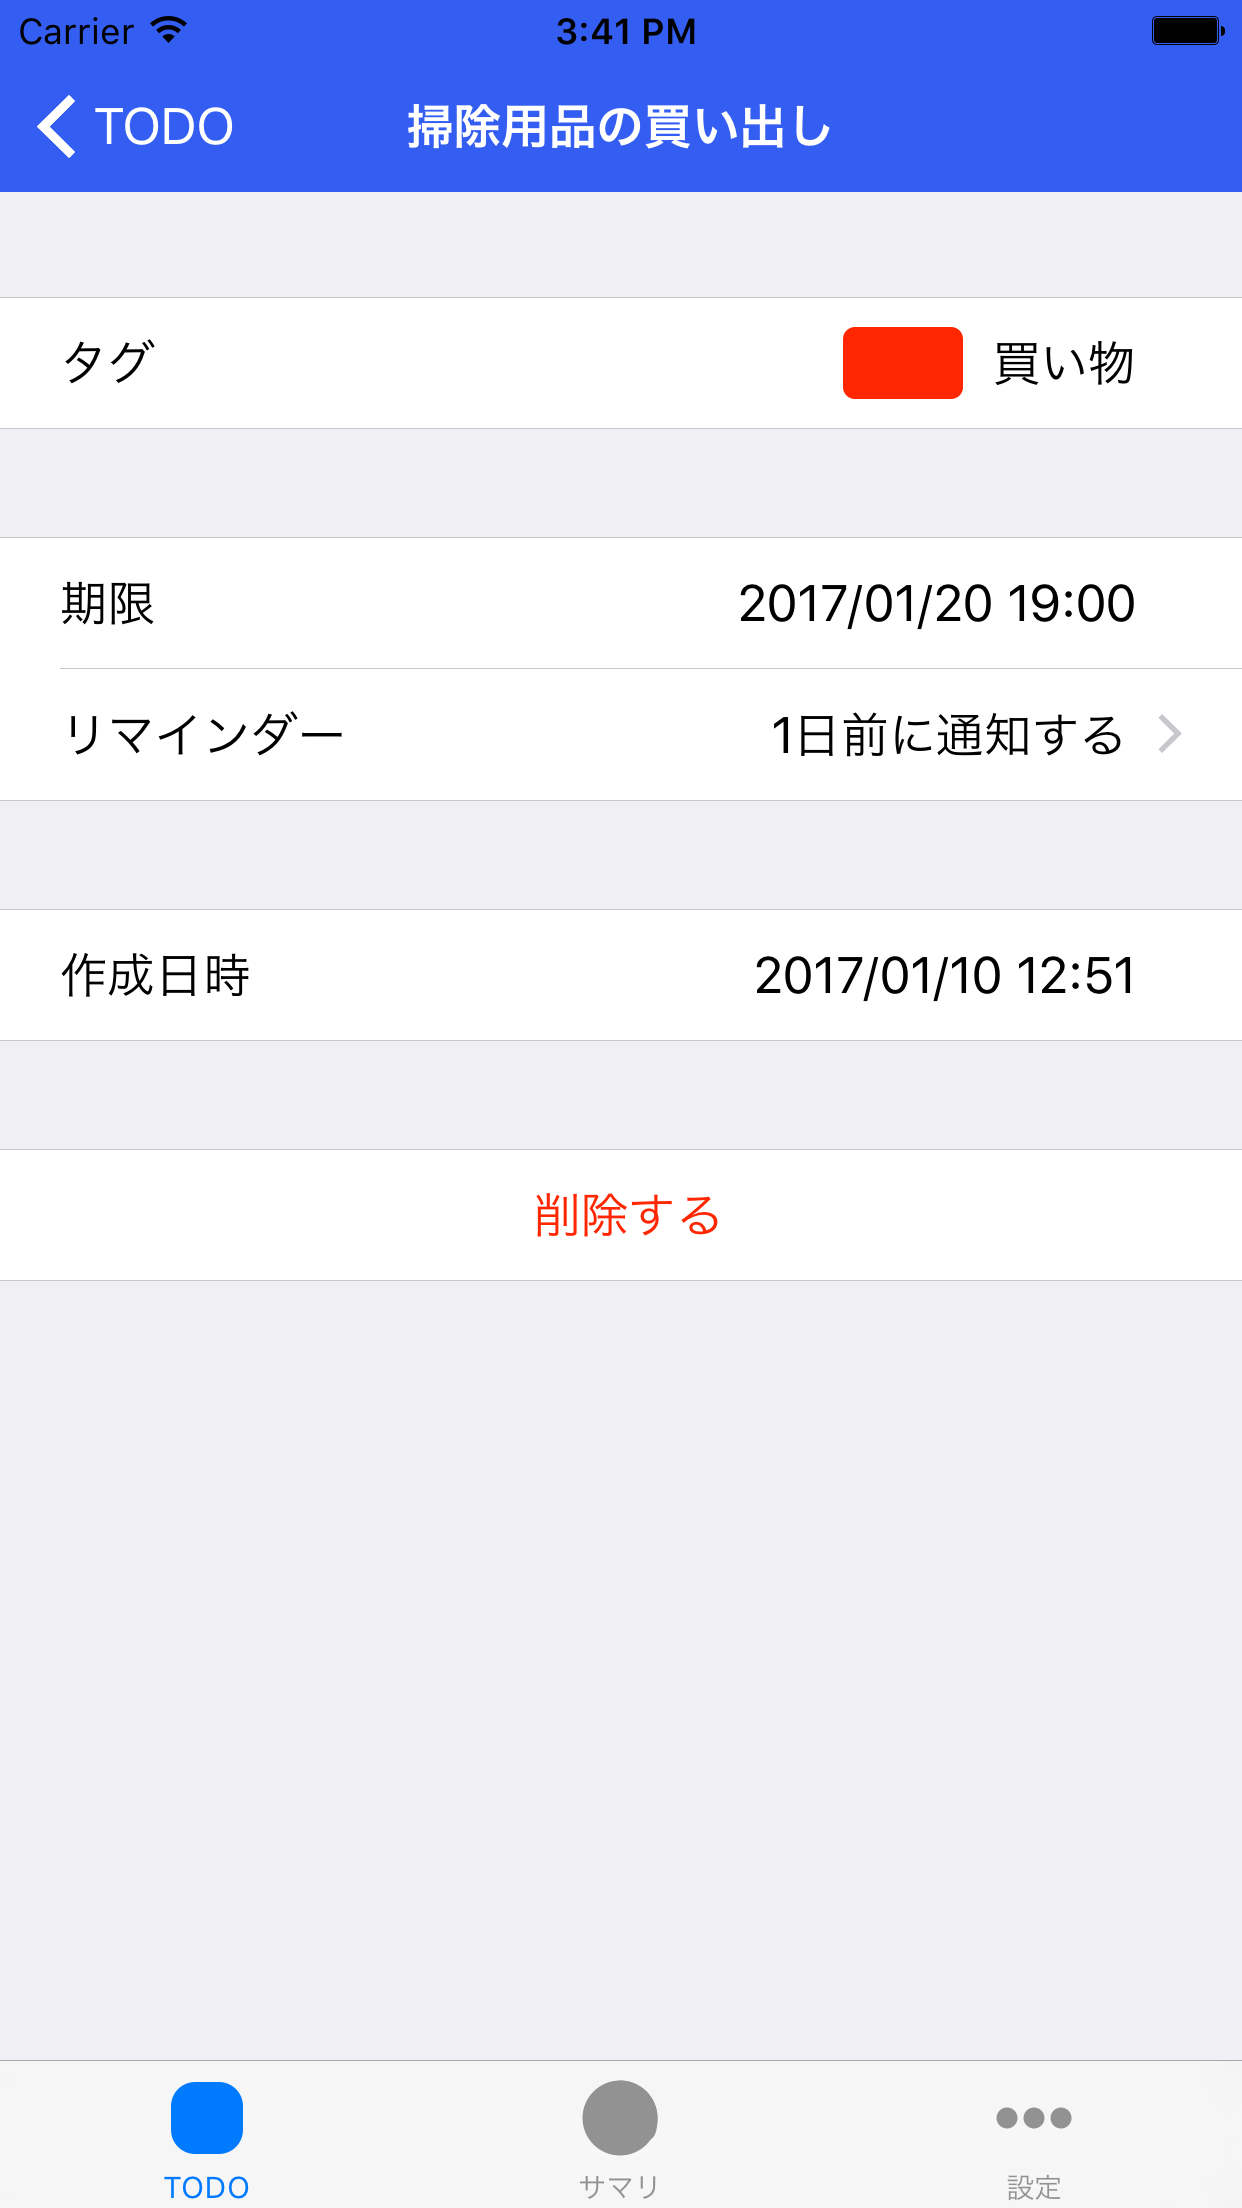 Carrier 3:41 PM
TODO 掃除用品の買い出し
タグ 買い物
期限 2017/01/20 19:00
リマインダー 1日前に通知する
作成日時 2017/01/10 12:51
削除する
TODO サマリ 設定